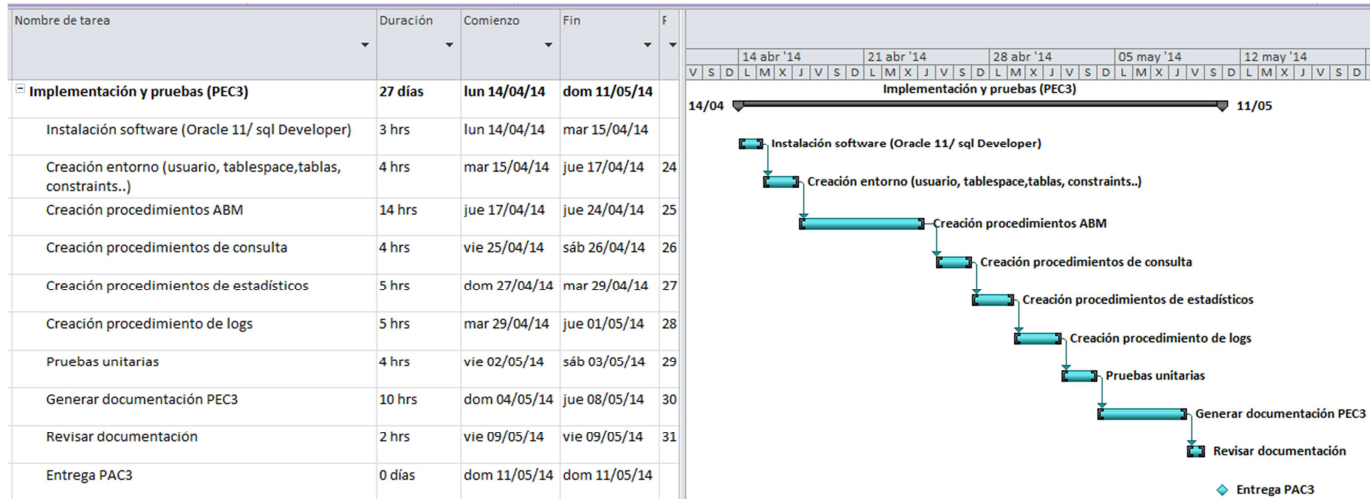 Nombre de tarea Duración Comienzo Fin F
14 abr '14 21 abr '14 28 abr '14 05 may '14 12 may '14
V S D L M X J V S D L M X J V S D L M X J V S D L M X J V S D L M X J V S D
Implementación y pruebas (PEC3) 27 días lun 14/04/14 dom 11/05/14
Implementación y pruebas (PEC3)
14/04 11/05
Instalación software (Oracle 11/ sql Developer) 3 hrs lun 14/04/14 mar 15/04/14
Instalación software (Oracle 11/ sql Developer)
Creación entorno (usuario, tablespace,tablas, 4 hrs mar 15/04/14 jue 17/04/14 24
constraints..)
Creación entorno (usuario, tablespace,tablas, constraints..)
Creación procedimientos ABM 14 hrs jue 17/04/14 jue 24/04/14 25
Creación procedimientos ABM
Creación procedimientos de consulta 4 hrs vie 25/04/14 sáb 26/04/14 26
Creación procedimientos de consulta
Creación procedimientos de estadísticos 5 hrs dom 27/04/14 mar 29/04/14 27
Creación procedimientos de estadísticos
Creación procedimiento de logs 5 hrs mar 29/04/14 jue 01/05/14 28
Creación procedimiento de logs
Pruebas unitarias 4 hrs vie 02/05/14 sáb 03/05/14 29
Pruebas unitarias
Generar documentación PEC3 10 hrs dom 04/05/14 jue 08/05/14 30
Generar documentación PEC3
Revisar documentación 2 hrs vie 09/05/14 vie 09/05/14 31
Revisar documentación
Entrega PAC3 0 días dom 11/05/14 dom 11/05/14
Entrega PAC3